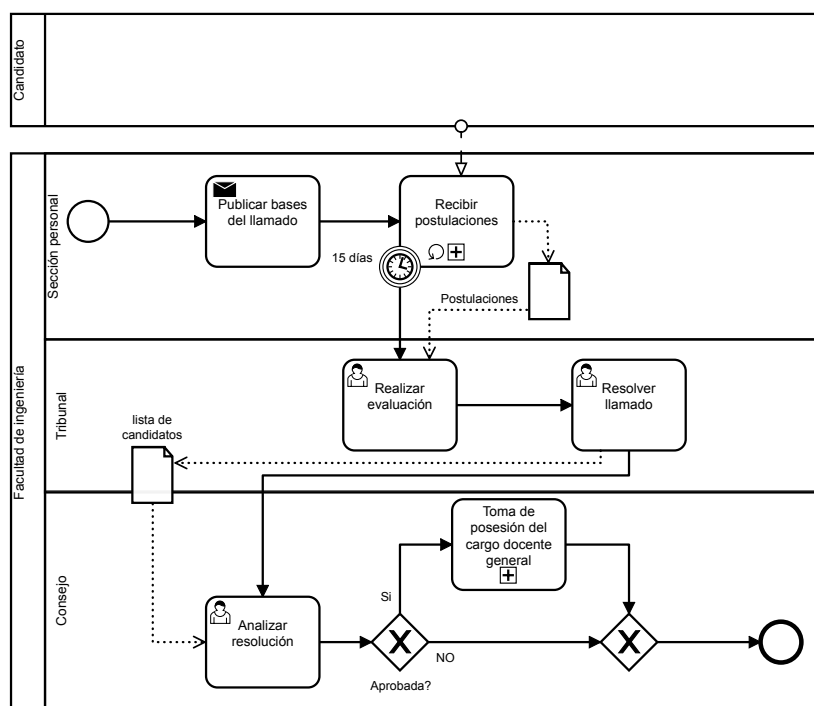 Candidato
Facultad de ingeniería
Sección personal
Publicar bases
del llamado
Recibir
postulaciones
15 días
Postulaciones
Tribunal
Realizar
evaluación
Resolver
llamado
lista de
candidatos
Consejo
Toma de
posesión del
cargo docente
general
Si
Analizar
resolución
NO
Aprobada?